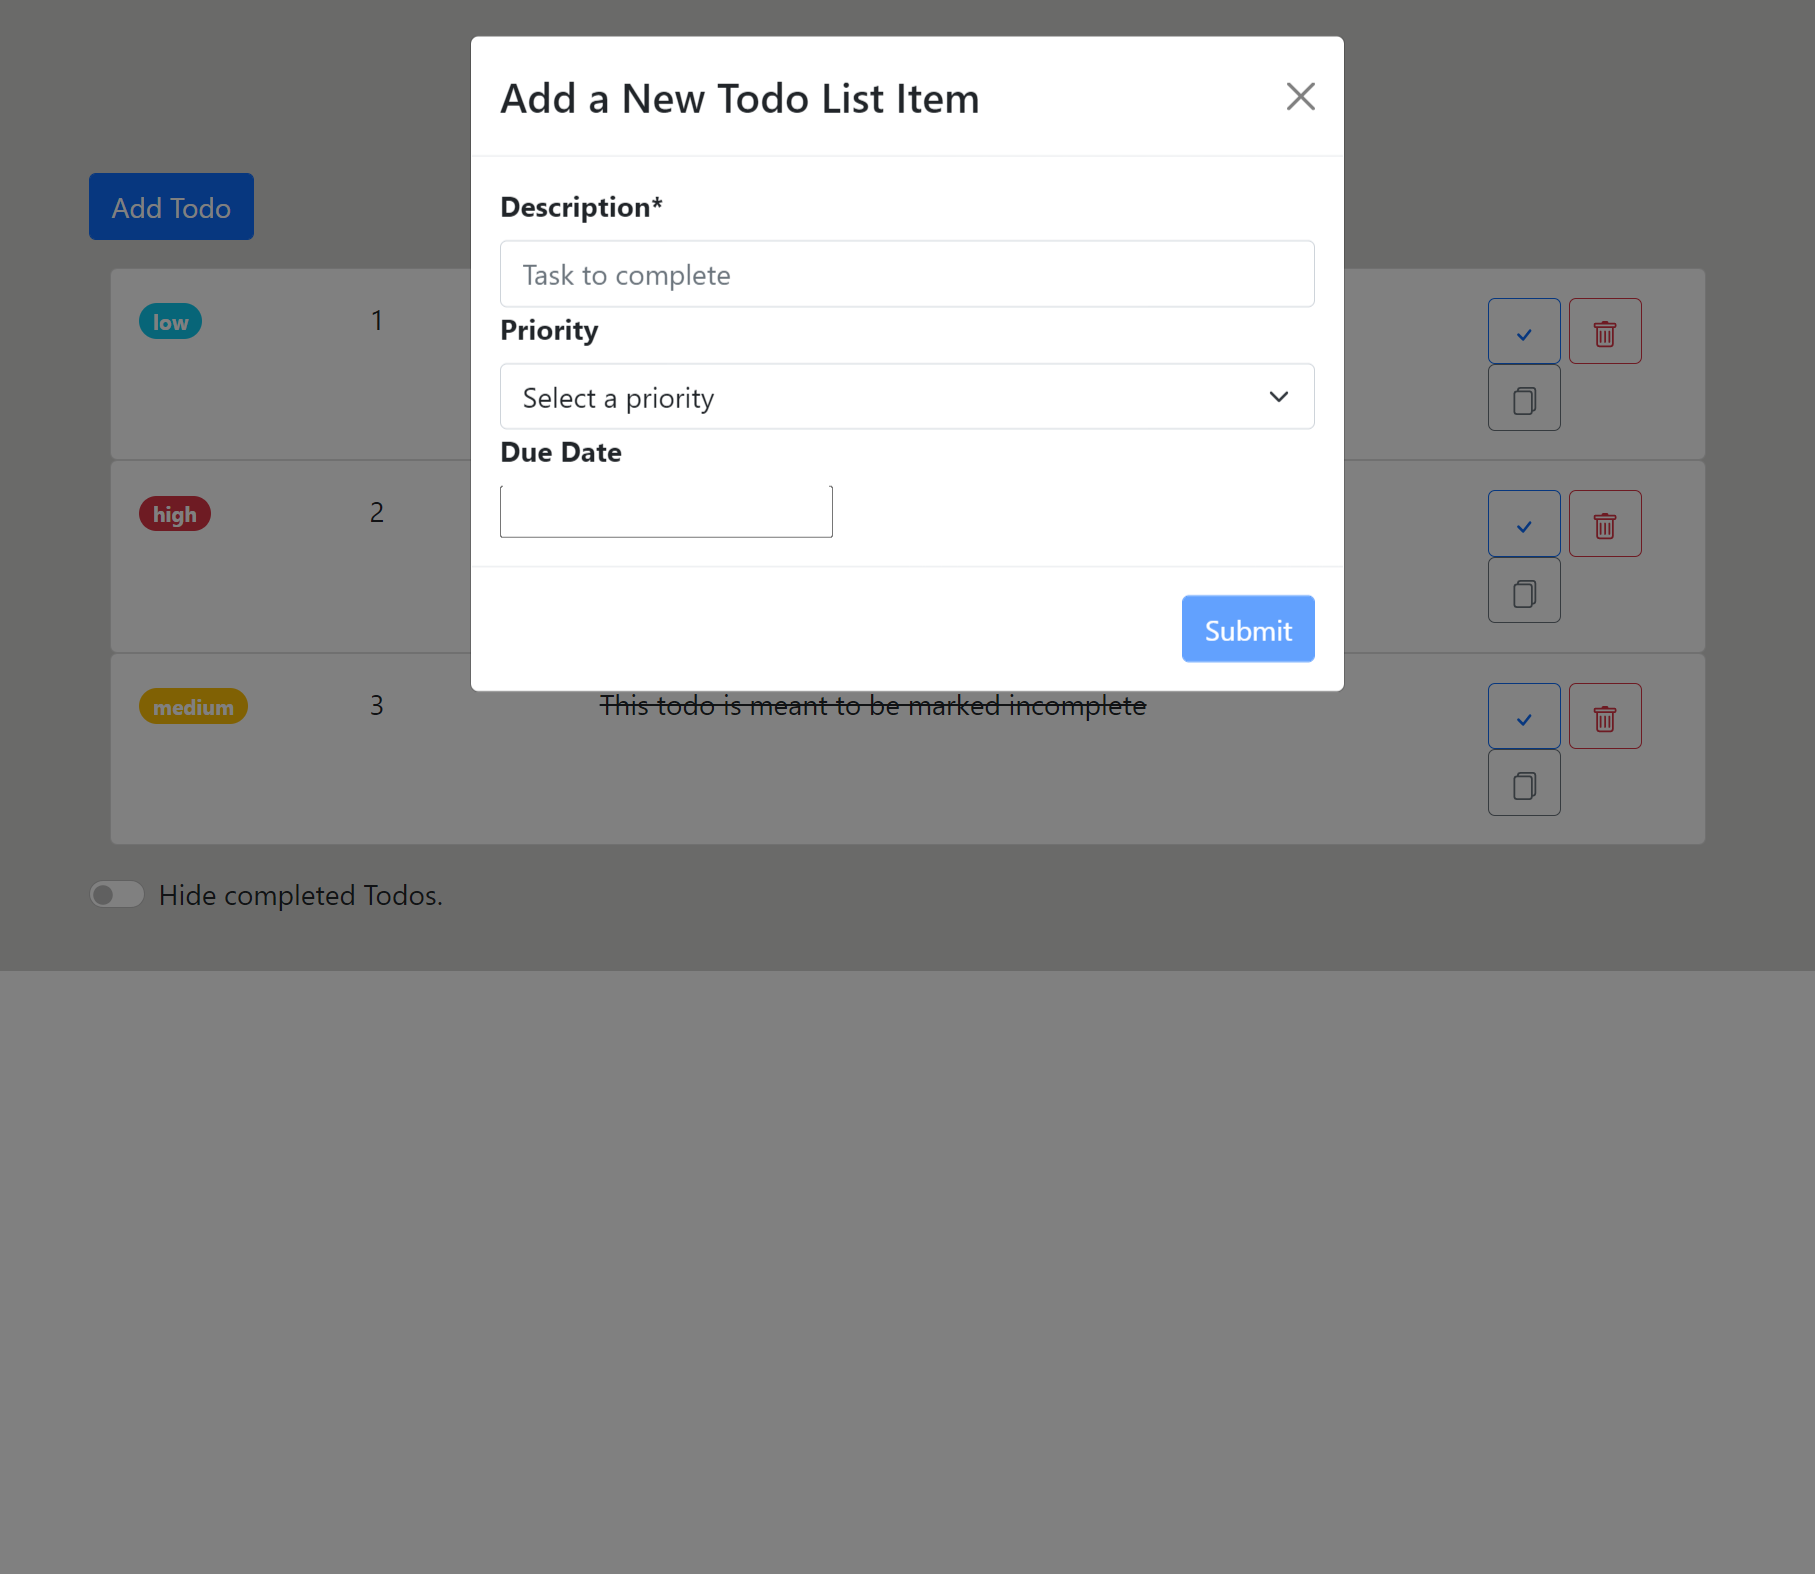 Add a New Todo List Item
Add Todo
Description*
Task to complete
Priority
Select a priority
Due Date
Submit
low 1
high 2
medium 3 This todo is meant to be marked incomplete
Hide completed Todos.